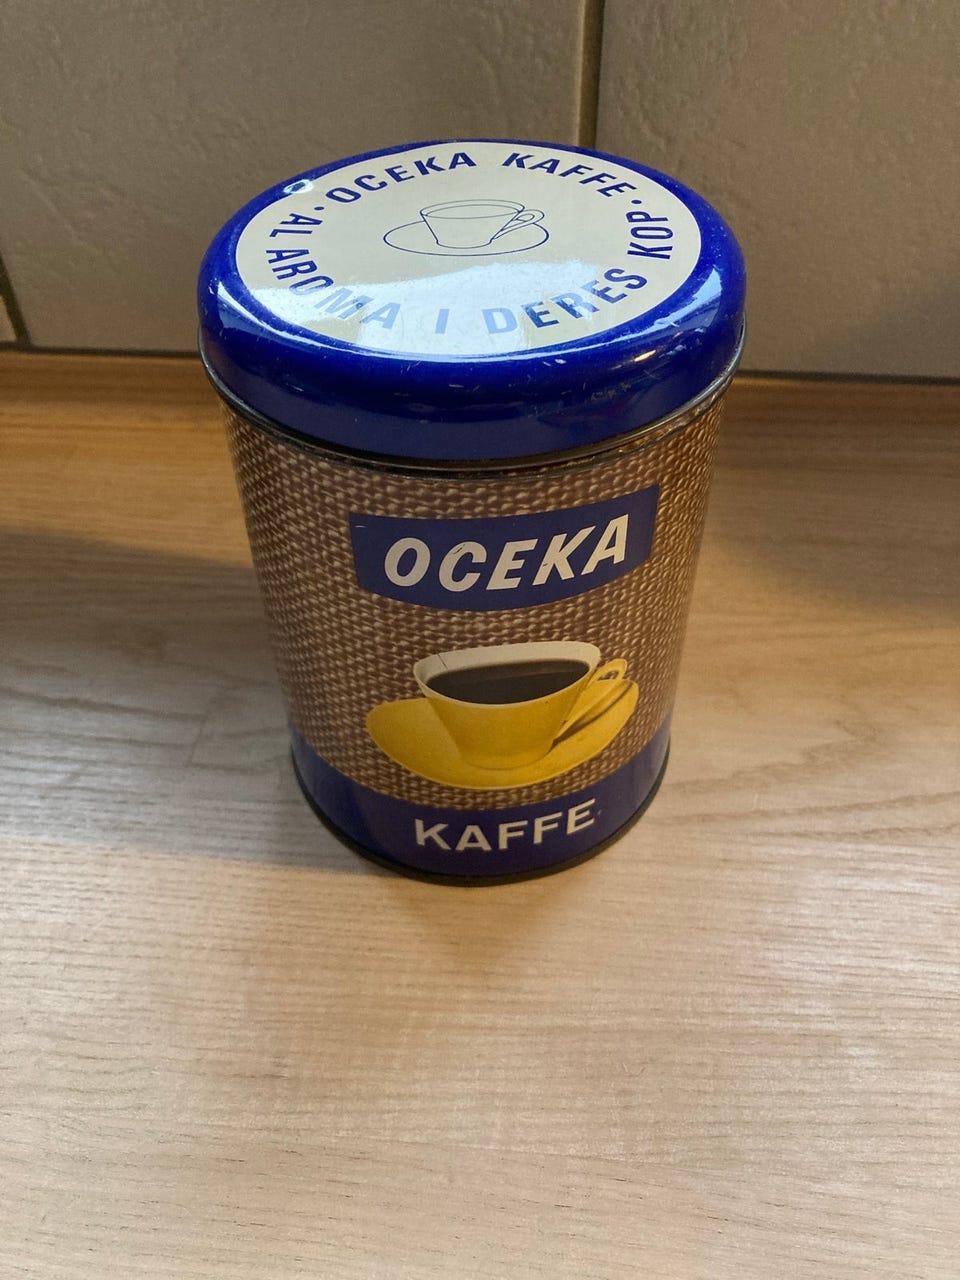 OCEKA KAFFE · AL AROMA I DERES KOP ·
OCEKA
KAFFE